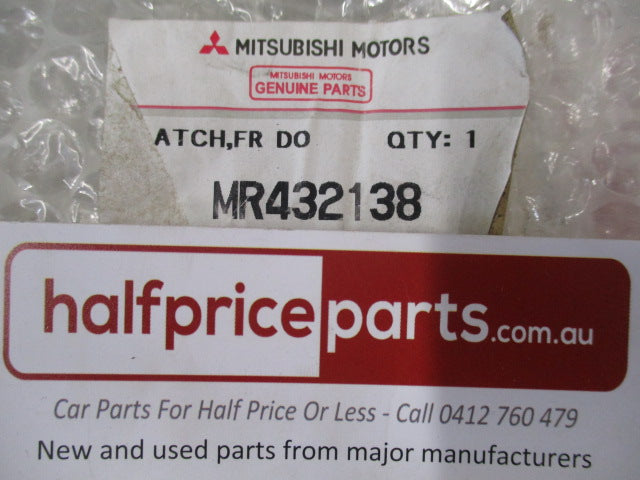 MITSUBISHI MOTORS
MITSUBISHI MOTORS
GENUINE PARTS
ATCH,FR DO QTY: 1
MR432138
halfpriceparts.com.au
Car Parts For Half Price Or Less - Call 0412 760 479
New and used parts from major manufacturers